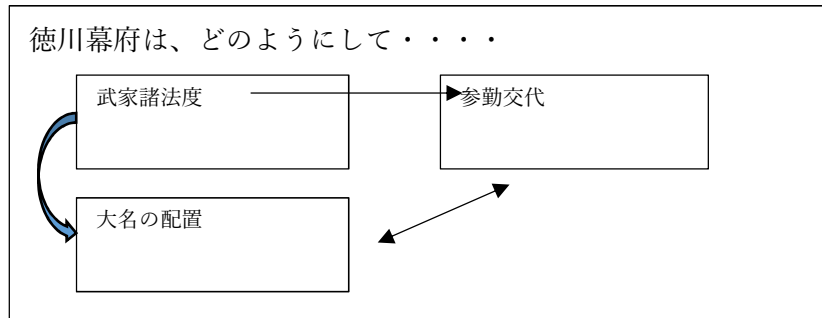 徳川幕府は、どのようにして・・・・
武家諸法度
参勤交代
大名の配置